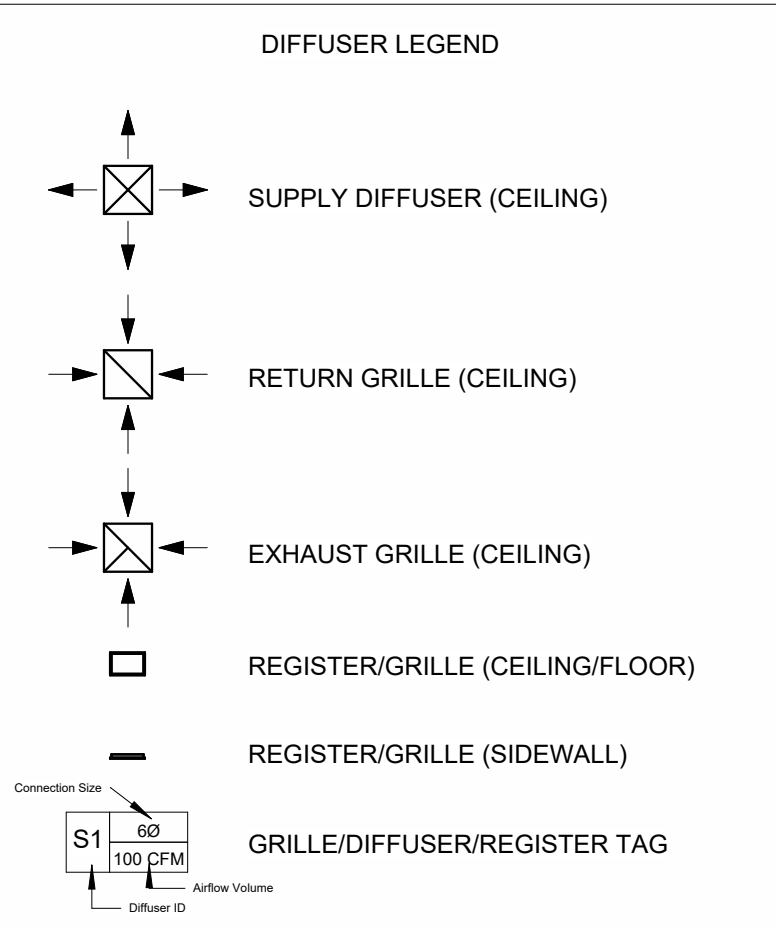 DIFFUSER LEGEND
SUPPLY DIFFUSER (CEILING)
RETURN GRILLE (CEILING)
EXHAUST GRILLE (CEILING)
REGISTER/GRILLE (CEILING/FLOOR)
REGISTER/GRILLE (SIDEWALL)
Connection Size
S1
6Ø
100 CFM
GRILLE/DIFFUSER/REGISTER TAG
Airflow Volume
Diffuser ID